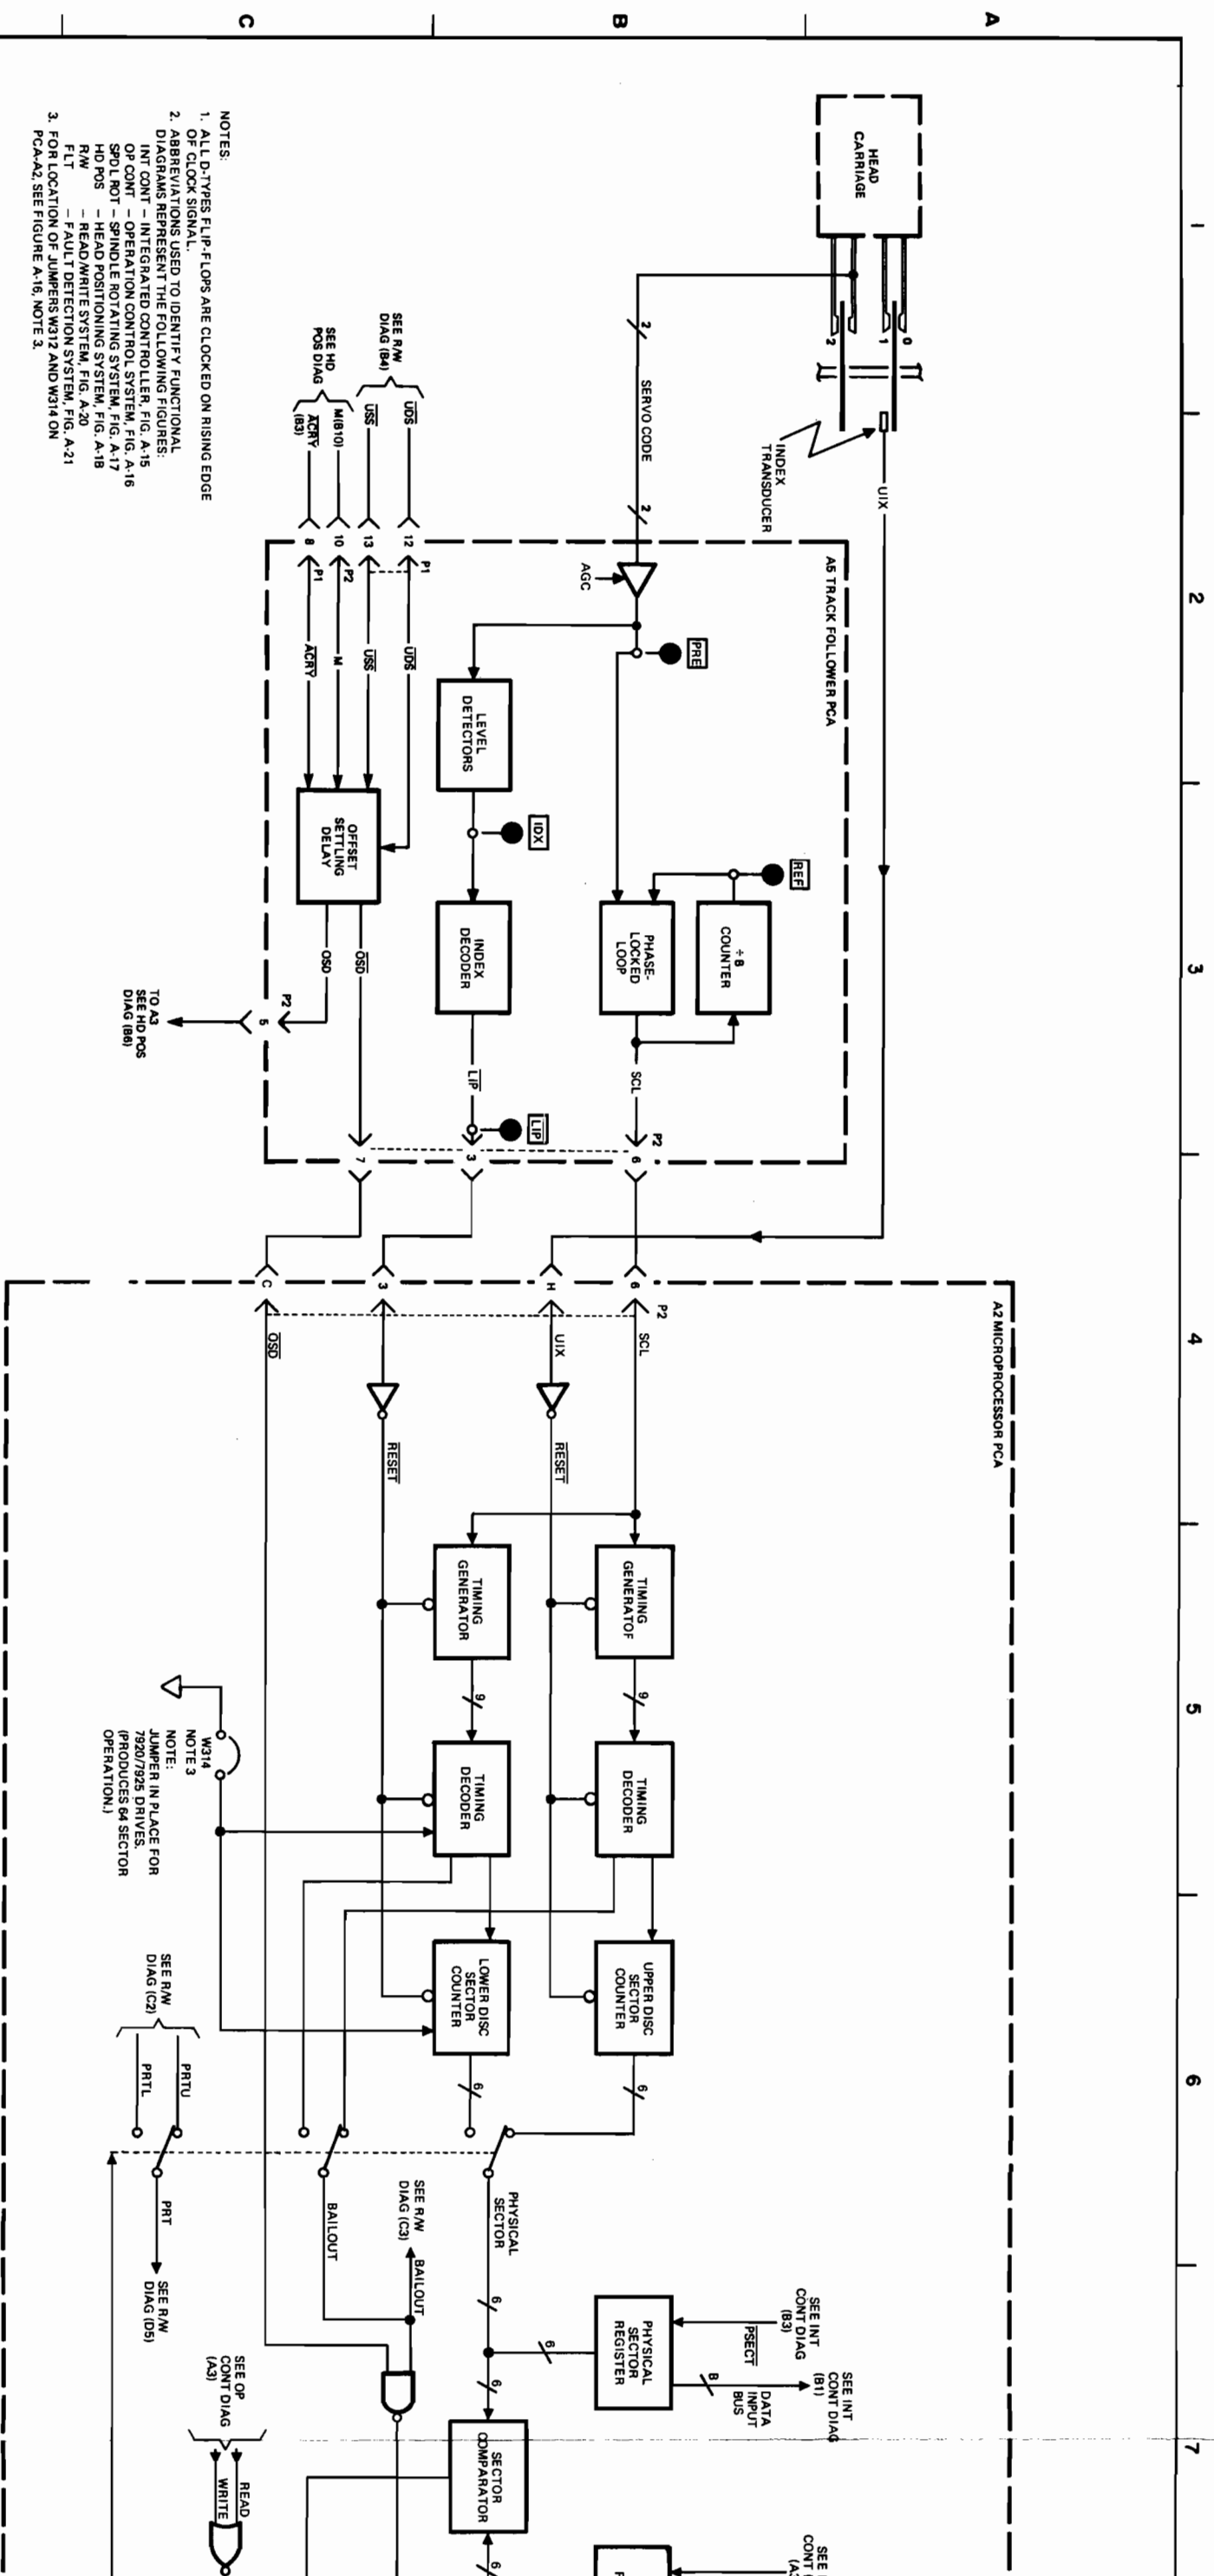 A
B
C
1
2
3
4
5
6
7
HEAD
CARRIAGE
0
1
2
INDEX
TRANSDUCER
UIX
2
SERVO CODE
2
A5 TRACK FOLLOWER PCA
AGC
PRE
LEVEL
DETECTORS
IDX
INDEX
DECODER
REF
÷8
COUNTER
PHASE-
LOCKED
LOOP
SCL
LIP
LIP
SEE R/W
DIAG (B4)
UDS
USS
SEE HD
POS DIAG
M(B10)
ACRY
(B3)
12
13
10
8
P1
P2
P1
UDS
USS
M
ACRY
OFFSET
SETTLING
DELAY
OSD
OSD
P2
5
TO A3
SEE HD POS
DIAG (B6)
P2
6
3
7
NOTES:
1. ALL D-TYPES FLIP-FLOPS ARE CLOCKED ON RISING EDGE
OF CLOCK SIGNAL.
2. ABBREVIATIONS USED TO IDENTIFY FUNCTIONAL
DIAGRAMS REPRESENT THE FOLLOWING FIGURES:
INT CONT – INTEGRATED CONTROLLER, FIG. A-15
OP CONT – OPERATION CONTROL SYSTEM, FIG. A-16
SPDL ROT – SPINDLE ROTATING SYSTEM, FIG. A-17
HD POS – HEAD POSITIONING SYSTEM, FIG. A-18
R/W – READ/WRITE SYSTEM, FIG. A-20
FLT – FAULT DETECTION SYSTEM, FIG. A-21
3. FOR LOCATION OF JUMPERS W312 AND W314 ON
PCA-A2, SEE FIGURE A-16, NOTE 3.
A2 MICROPROCESSOR PCA
6
H
3
C
P2
SCL
UIX
OSD
RESET
RESET
TIMING
GENERATOF
TIMING
GENERATOR
9
9
TIMING
DECODER
TIMING
DECODER
W314
NOTE 3
NOTE:
JUMPER IN PLACE FOR
7920/7925 DRIVES.
(PRODUCES 64 SECTOR
OPERATION.)
UPPER DISC
SECTOR
COUNTER
LOWER DISC
SECTOR
COUNTER
6
6
SEE R/W
DIAG (C2)
PRTU
PRTL
PRT
SEE R/W
DIAG (D5)
BAILOUT
SEE R/W
DIAG (C3)
BAILOUT
PHYSICAL
SECTOR
6
6
6
PHYSICAL
SECTOR
REGISTER
SEE INT
CONT DIAG
(B3)
PSECT
8
DATA
INPUT
BUS
SEE INT
CONT DIAG
(B1)
SECTOR
COMPARATOR
6
SEE OP
CONT DIAG
(A3)
READ
WRITE